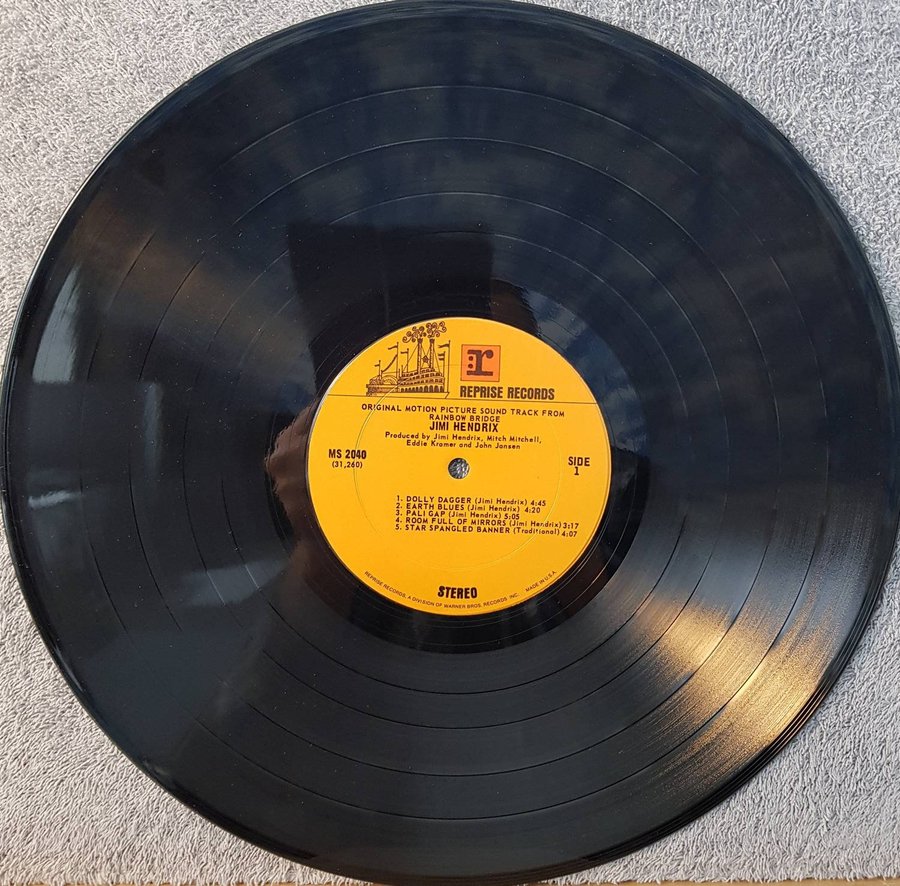 r
REPRISE RECORDS
ORIGINAL MOTION PICTURE SOUND TRACK FROM
RAINBOW BRIDGE
JIMI HENDRIX
Produced by Jimi Hendrix, Mitch Mitchell,
Eddie Kramer and John Jansen
MS 2040
(31,260)
SIDE
1
1. DOLLY DAGGER (Jimi Hendrix) 4:45
2. EARTH BLUES (Jimi Hendrix) 4:20
3. PALI GAP (Jimi Hendrix) 5:05
4. ROOM FULL OF MIRRORS (Jimi Hendrix) 3:17
5. STAR SPANGLED BANNER (Traditional) 4:07
STEREO
REPRISE RECORDS, A DIVISION OF WARNER BROS. RECORDS INC. MADE IN U.S.A.